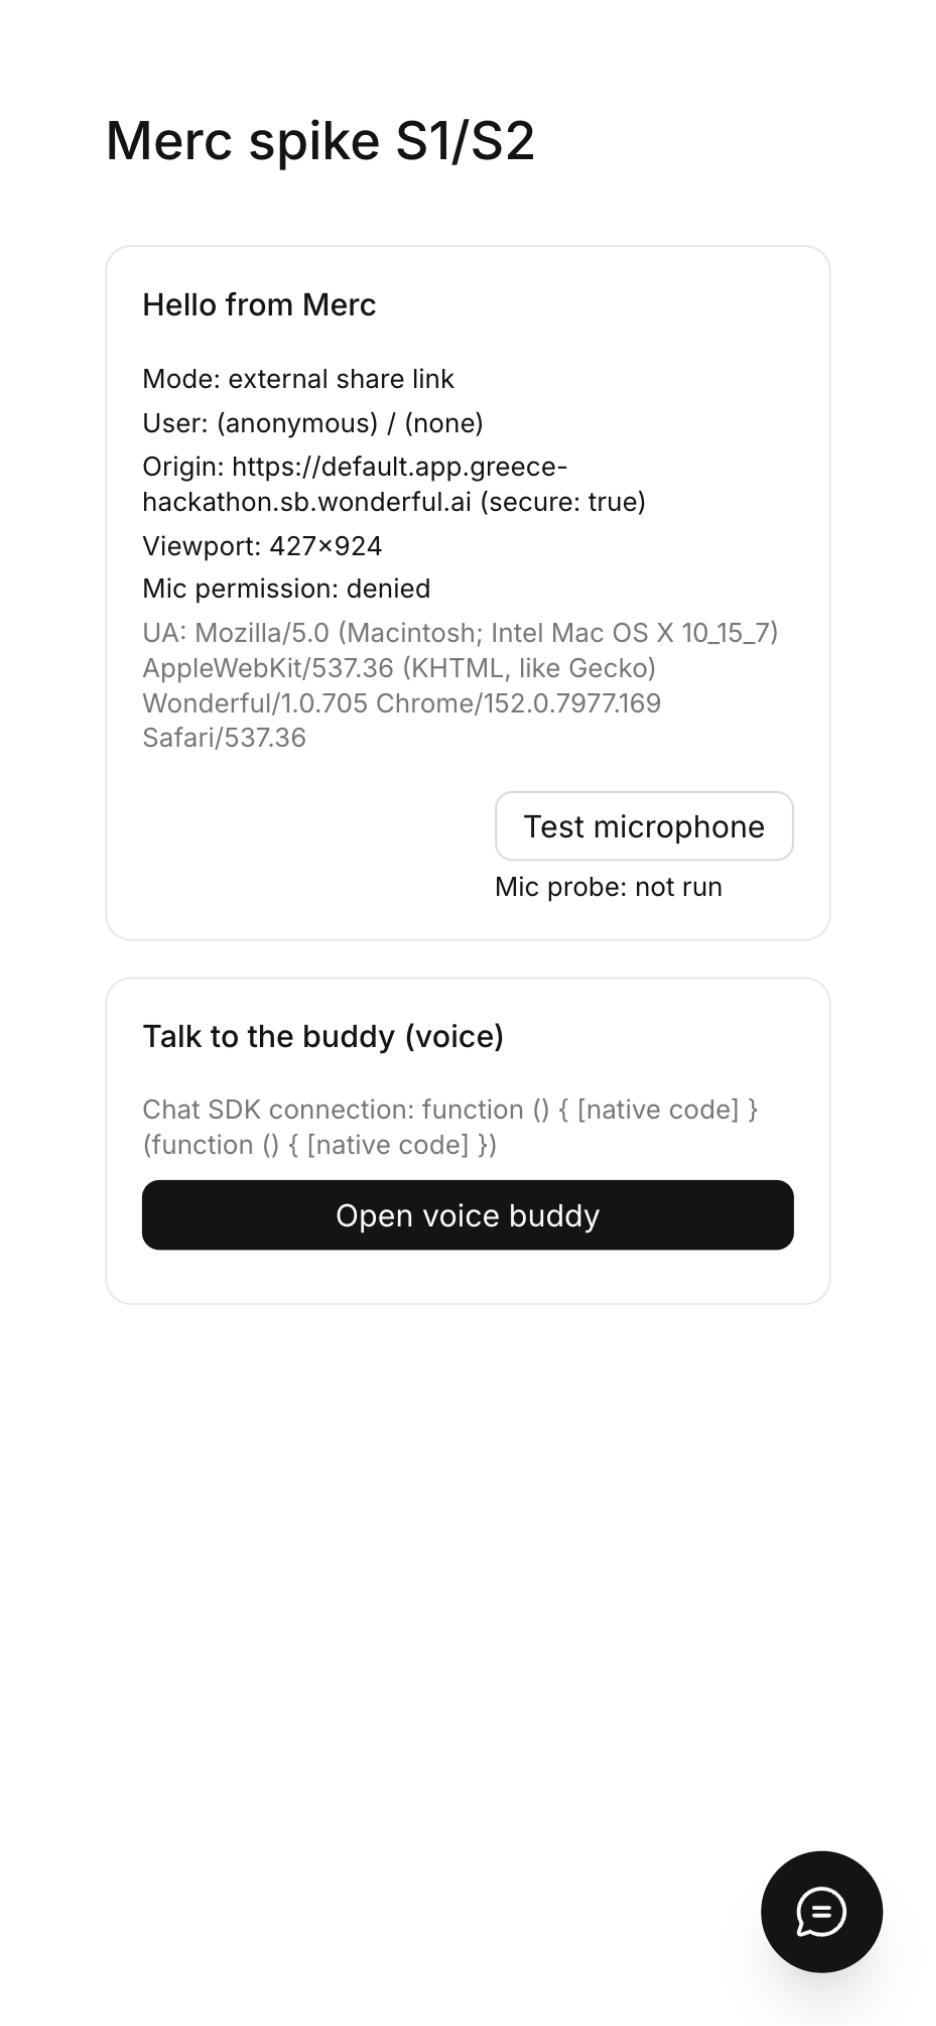 Merc spike S1/S2
Hello from Merc
Mode: external share link
User: (anonymous) / (none)
Origin: https://default.app.greece-
hackathon.sb.wonderful.ai (secure: true)
Viewport: 427×924
Mic permission: denied
UA: Mozilla/5.0 (Macintosh; Intel Mac OS X 10_15_7)
AppleWebKit/537.36 (KHTML, like Gecko)
Wonderful/1.0.705 Chrome/152.0.7977.169
Safari/537.36
Test microphone
Mic probe: not run
Talk to the buddy (voice)
Chat SDK connection: function () { [native code] }
(function () { [native code] })
Open voice buddy